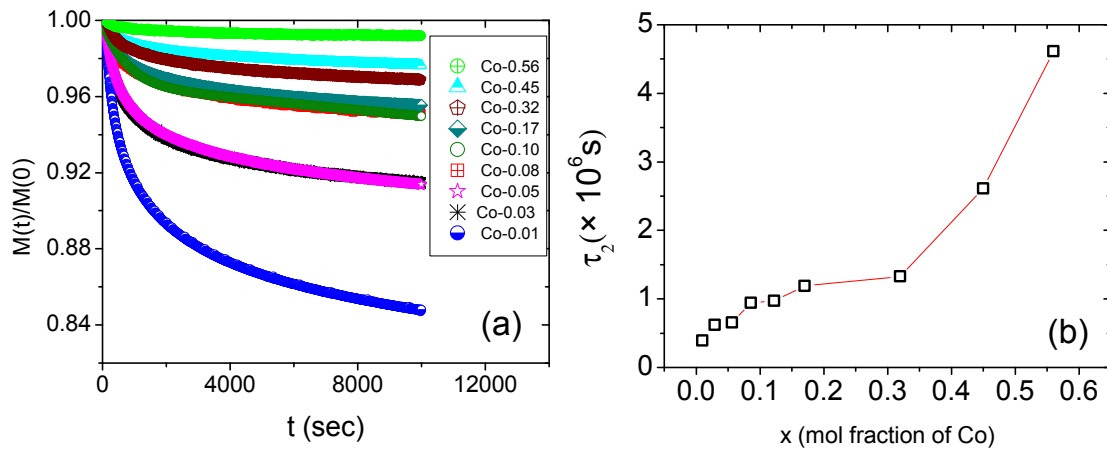 1.00
0.96
0.92
0.88
0.84
M(t)/M(0)
0
4000
8000
12000
t (sec)
Co-0.56
Co-0.45
Co-0.32
Co-0.17
Co-0.10
Co-0.08
Co-0.05
Co-0.03
Co-0.01
(a)
5
4
3
2
1
0
τ₂(× 10⁶ s)
0.0
0.1
0.2
0.3
0.4
0.5
0.6
x (mol fraction of Co)
(b)